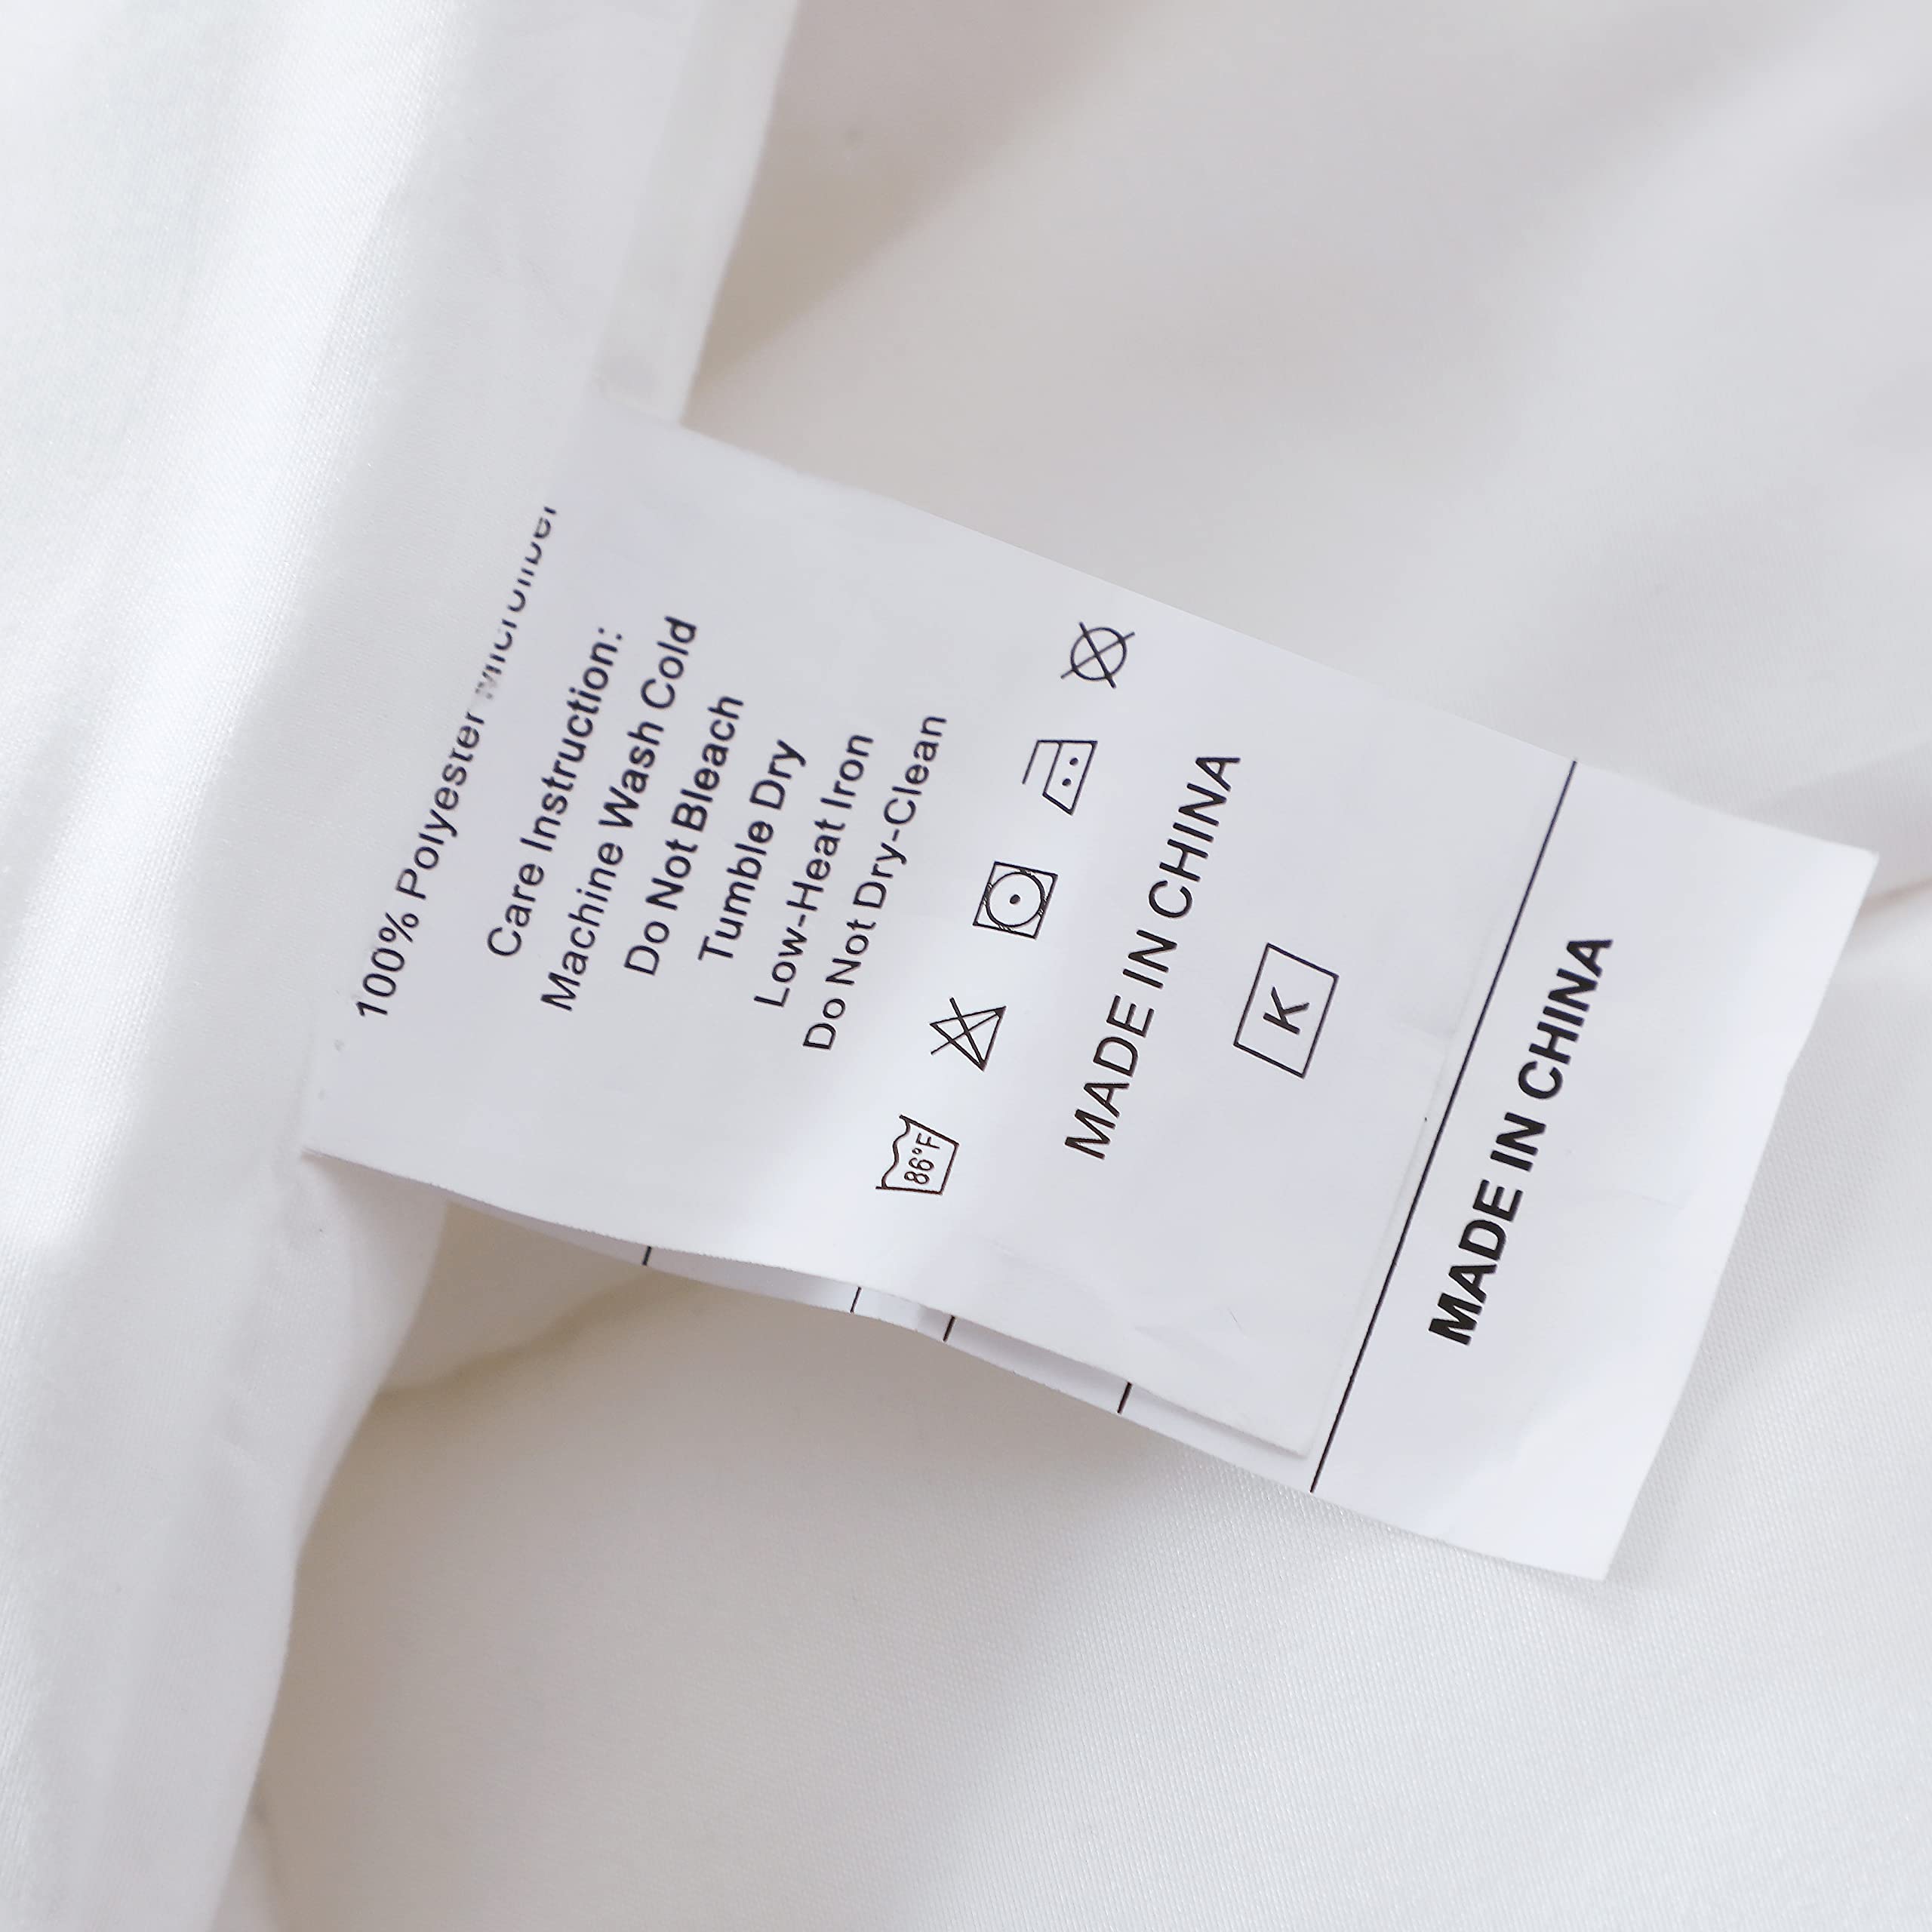 100% Polyester Microfiber
Care Instruction:
Machine Wash Cold
Do Not Bleach
Tumble Dry
Low-Heat Iron
Do Not Dry-Clean
86°F
MADE IN CHINA
K
MADE IN CHINA